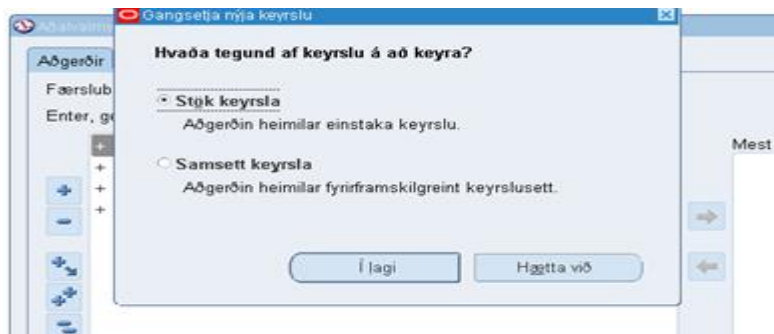 Gangsetja nýja keyrslu
Aðgerðir
Hvaða tegund af keyrslu á að keyra?
Færslub
Stök keyrsla
Enter, ge
Aðgerðin heimilar einstaka keyrslu.
Mest
Samsett keyrsla
Aðgerðin heimilar fyrirframskilgreint keyrslusett.
Í lagi
Hætta við